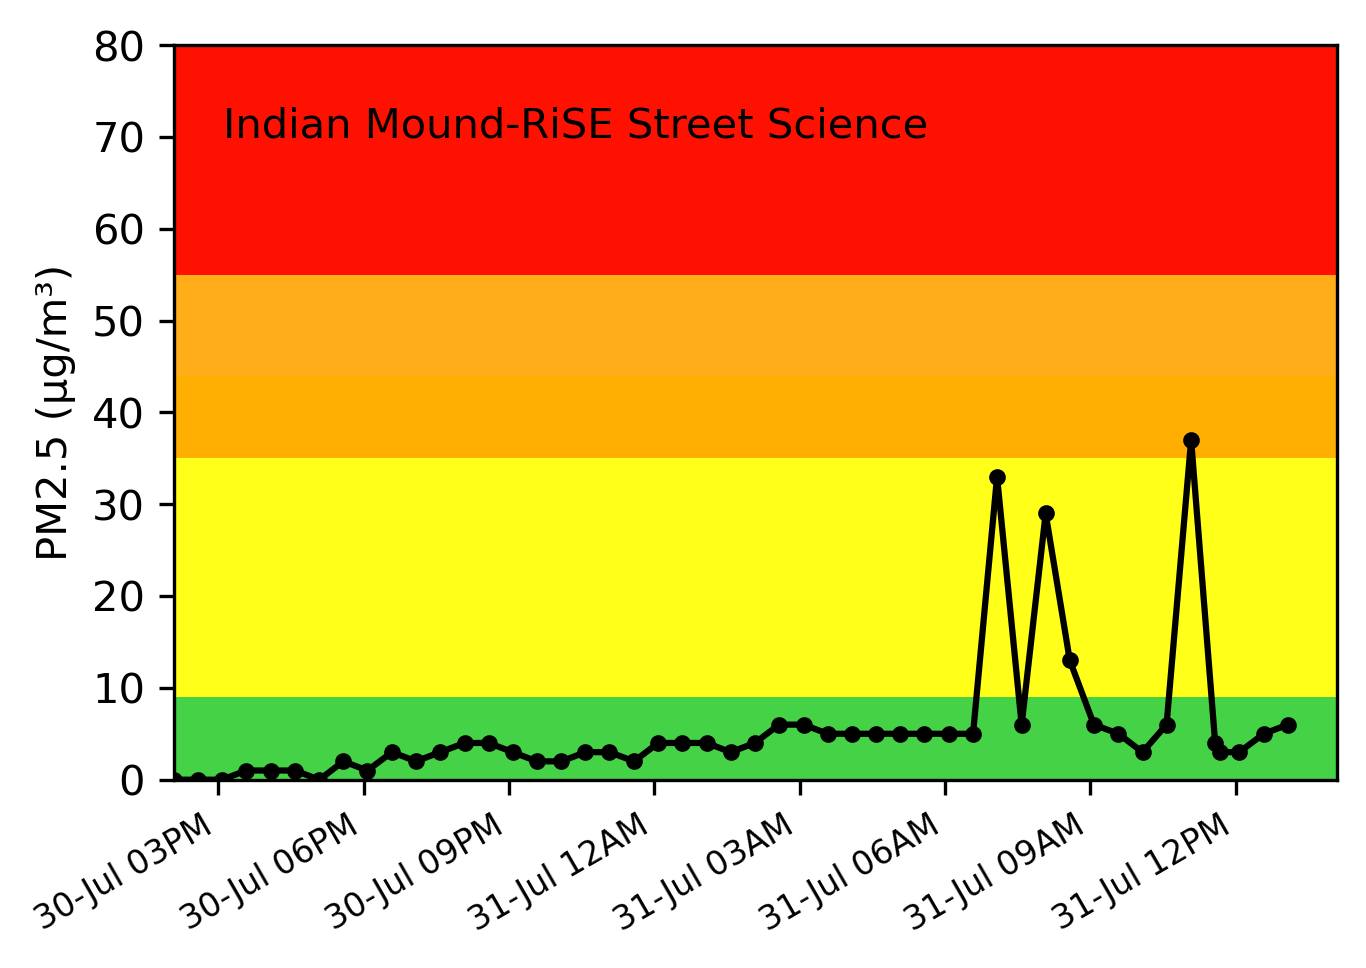 80
Indian Mound-RiSE Street Science
70
60
50
40
30
20
10
0
PM2.5 (µg/m³)
30-Jul 03PM
30-Jul 06PM
30-Jul 09PM
31-Jul 12AM
31-Jul 03AM
31-Jul 06AM
31-Jul 09AM
31-Jul 12PM